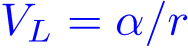 V_L = α/r